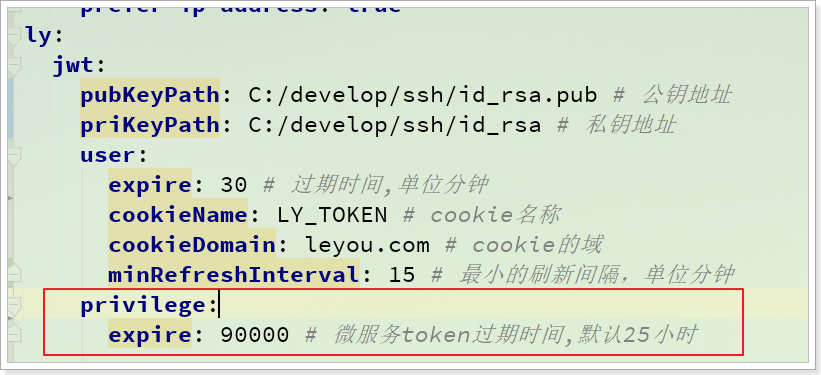 ly:
jwt:
pubKeyPath: C:/develop/ssh/id_rsa.pub # 公钥地址
priKeyPath: C:/develop/ssh/id_rsa # 私钥地址
user:
expire: 30 # 过期时间,单位分钟
cookieName: LY_TOKEN # cookie名称
cookieDomain: leyou.com # cookie的域
minRefreshInterval: 15 # 最小的刷新间隔，单位分钟
privilege:
expire: 90000 # 微服务token过期时间,默认25小时